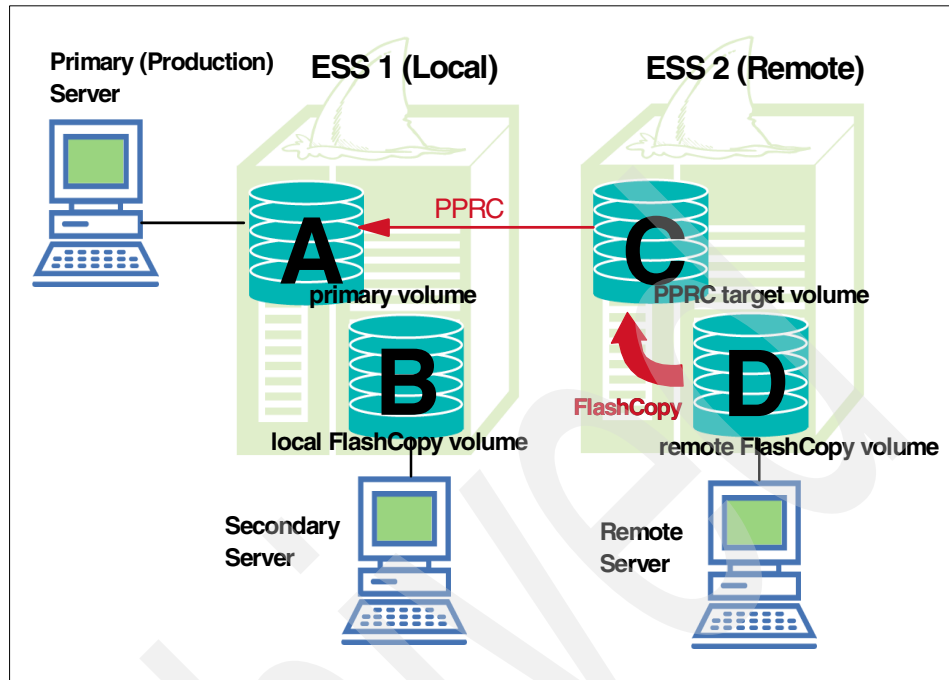 Primary (Production)
Server
ESS 1 (Local)
ESS 2 (Remote)
PPRC
A
C
primary volume
PPRC target volume
B
D
FlashCopy
local FlashCopy volume
remote FlashCopy volume
Secondary
Server
Remote
Server